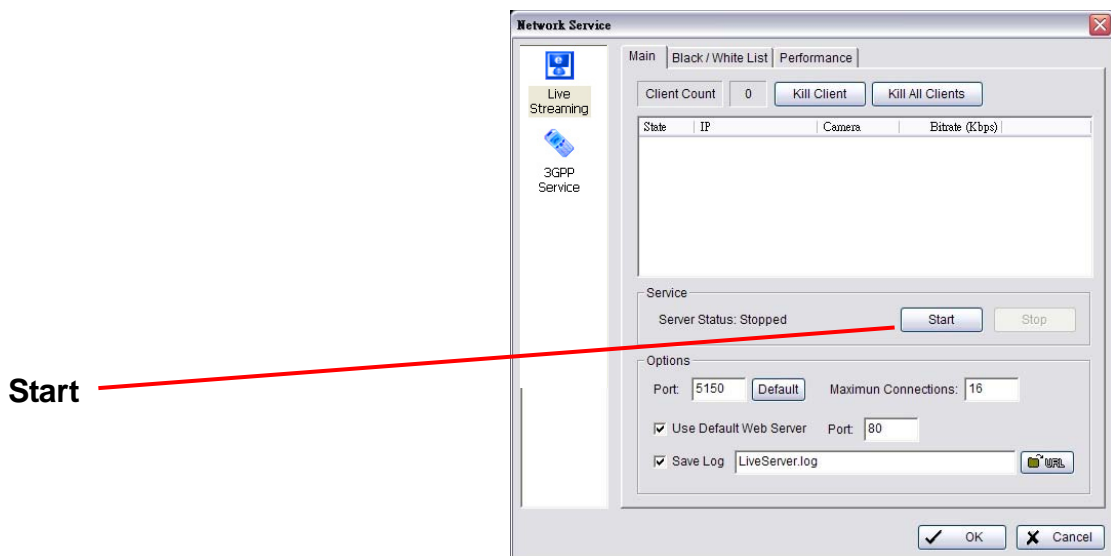 Network Service
Live
Streaming
3GPP
Service
Main Black / White List Performance
Client Count 0 Kill Client Kill All Clients
State IP Camera Bitrate (Kbps)
Service
Server Status: Stopped Start Stop
Options
Port: 5150 Default Maximun Connections: 16
Use Default Web Server Port: 80
Save Log LiveServer.log URL
OK Cancel
Start